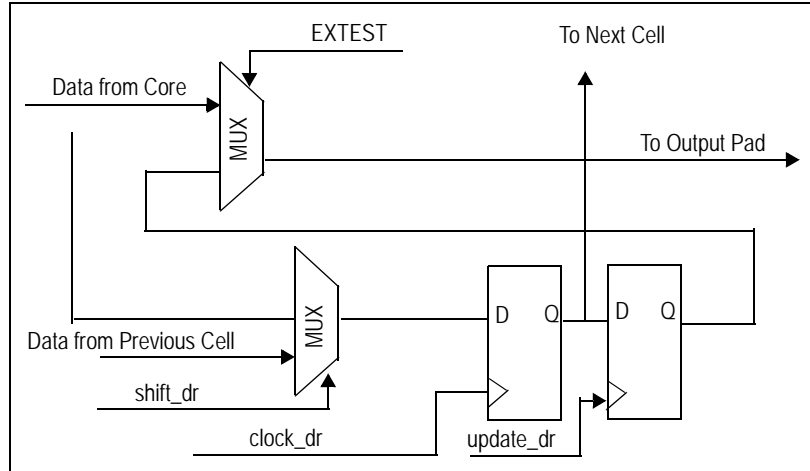 EXTEST
To Next Cell
Data from Core
MUX
To Output Pad
MUX
D Q
D Q
Data from Previous Cell
shift_dr
clock_dr
update_dr